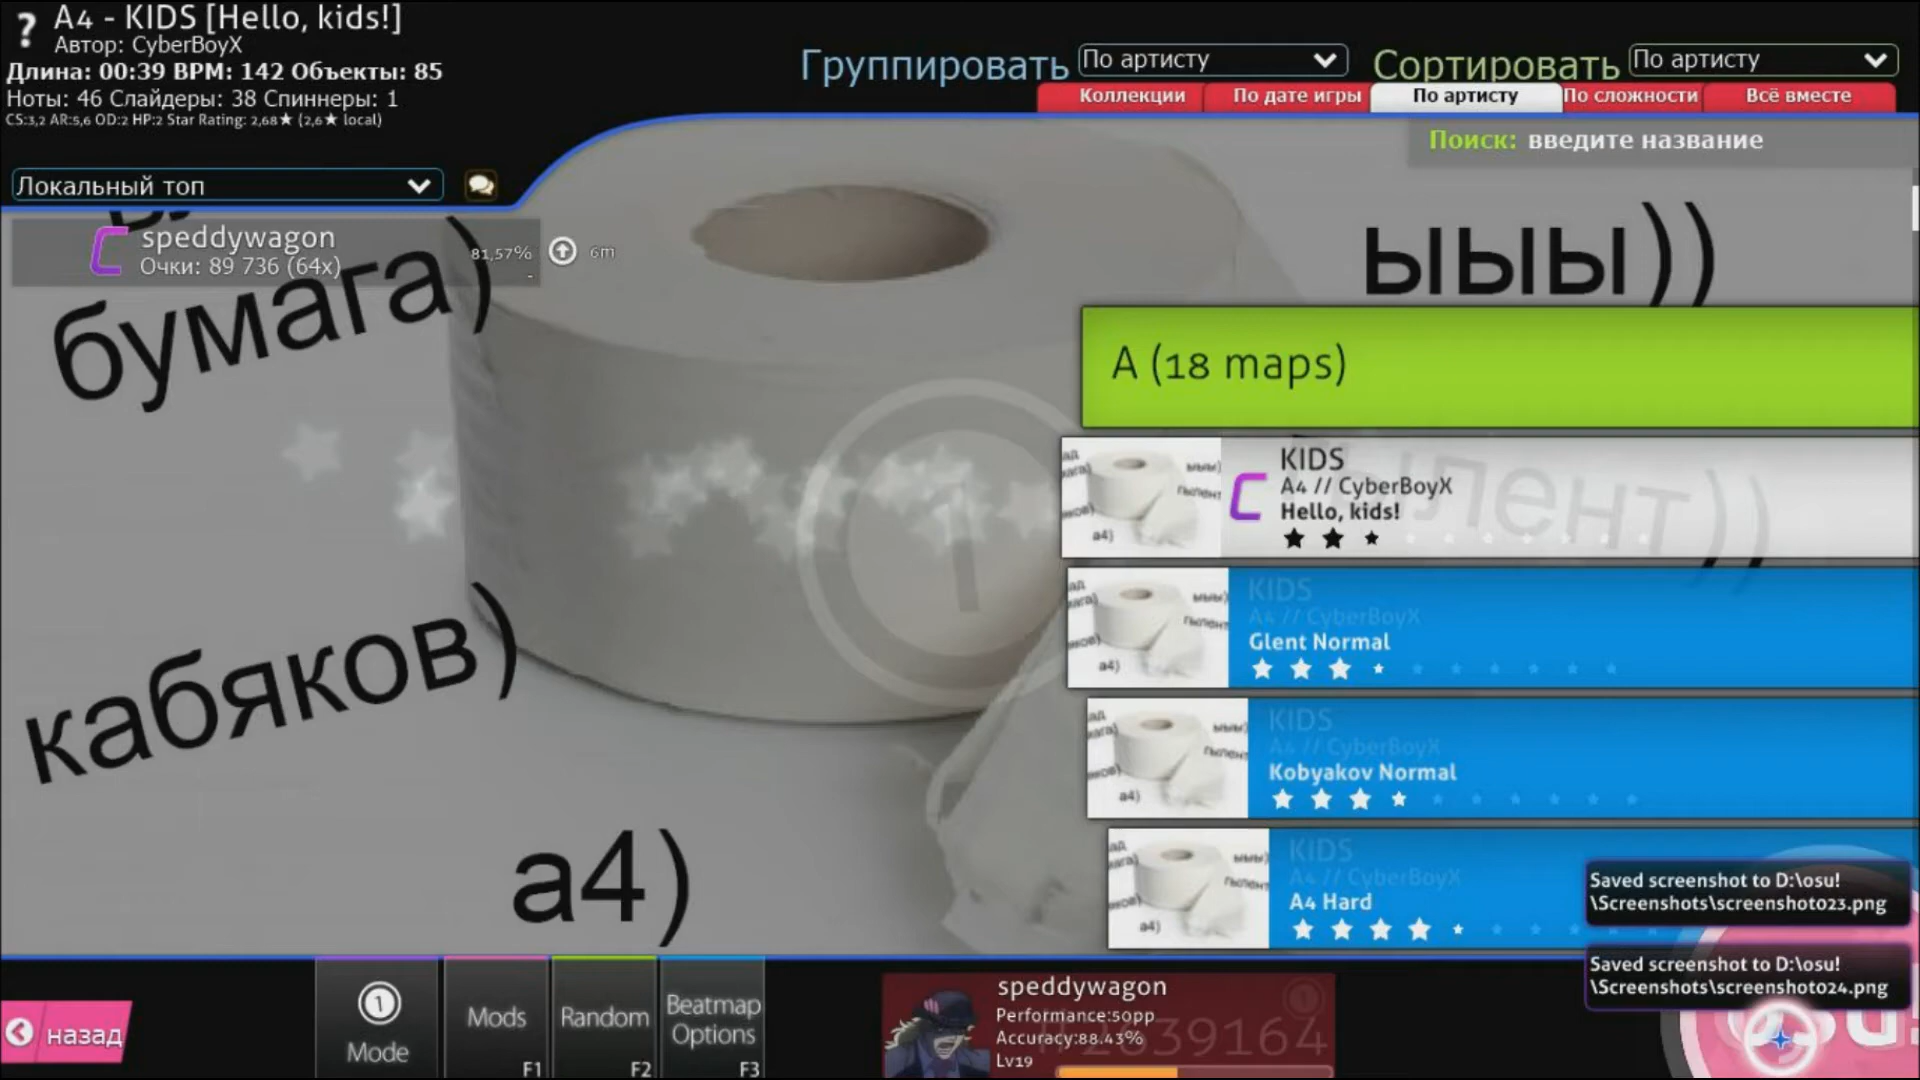 A4 - KIDS [Hello, kids!]
Автор: CyberBoyX
Длина: 00:39 BPM: 142 Объекты: 85
Ноты: 46 Слайдеры: 38 Спиннеры: 1
CS:3,2 AR:5,6 OD:2 HP:2 Star Rating: 2,68★ (2,6★ local)
Группировать
По артисту
Сортировать
По артисту
Коллекции
По дате игры
По артисту
По сложности
Всё вместе
Поиск: введите название
Локальный топ
speddywagon
Очки: 89 736 (64x)
81,57%
-
6m
бумага)
ыыы))
кабяков)
а4)
A (18 maps)
KIDS
A4 // CyberBoyX
Hello, kids!
KIDS
A4 // CyberBoyX
Glent Normal
KIDS
A4 // CyberBoyX
Kobyakov Normal
KIDS
A4 // CyberBoyX
A4 Hard
Saved screenshot to D:\osu!
\Screenshots\screenshot023.png
Saved screenshot to D:\osu!
\Screenshots\screenshot024.png
назад
Mode
Mods
F1
Random
F2
Beatmap
Options
F3
speddywagon
Performance:50pp
Accuracy:88.43%
Lv19
#2839164